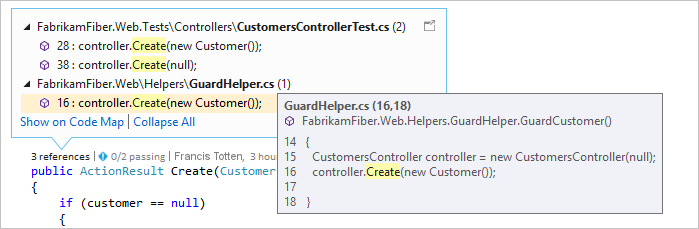 FabrikamFiber.Web.Tests\Controllers\CustomersControllerTest.cs (2)
28 : controller.Create(new Customer());
38 : controller.Create(null);
FabrikamFiber.Web\Helpers\GuardHelper.cs (1)
16 : controller.Create(new Customer());
Show on Code Map | Collapse All
GuardHelper.cs (16,18)
FabrikamFiber.Web.Helpers.GuardHelper.GuardCustomer()
14 {
15 CustomersController controller = new CustomersController(null);
16 controller.Create(new Customer());
17
18 }
3 references | 0/2 passing | Francis Totten, 3 hou
public ActionResult Create(Customer
{
if (customer == null)
{